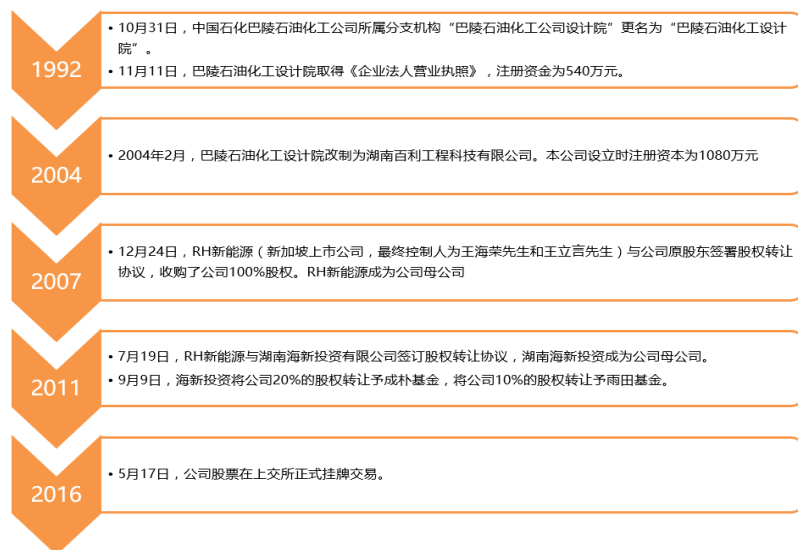 1992
• 10月31日，中国石化巴陵石油化工公司所属分支机构“巴陵石油化工公司设计院”更名为“巴陵石油化工设计
院”。
• 11月11日，巴陵石油化工设计院取得《企业法人营业执照》，注册资金为540万元。
2004
• 2004年2月，巴陵石油化工设计院改制为湖南百利工程科技有限公司。本公司设立时注册资本为1080万元
2007
• 12月24日，RH新能源（新加坡上市公司，最终控制人为王海荣先生和王立言先生）与公司原股东签署股权转让
协议，收购了公司100%股权。RH新能源成为公司母公司
2011
• 7月19日，RH新能源与湖南海新投资有限公司签订股权转让协议，湖南海新投资成为公司母公司。
• 9月9日，海新投资将公司20%的股权转让予成朴基金，将公司10%的股权转让予雨田基金。
2016
• 5月17日，公司股票在上交所正式挂牌交易。